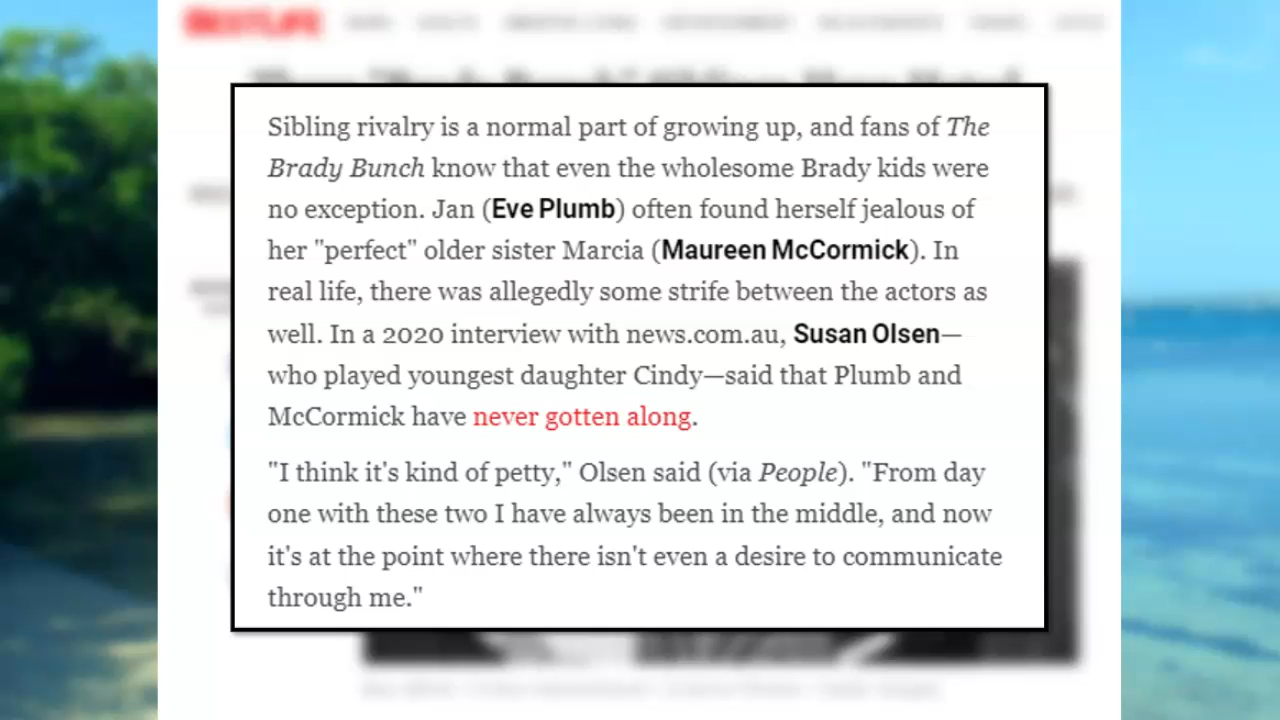 Sibling rivalry is a normal part of growing up, and fans of The
Brady Bunch know that even the wholesome Brady kids were
no exception. Jan (Eve Plumb) often found herself jealous of
her "perfect" older sister Marcia (Maureen McCormick). In
real life, there was allegedly some strife between the actors as
well. In a 2020 interview with news.com.au, Susan Olsen—
who played youngest daughter Cindy—said that Plumb and
McCormick have never gotten along.
"I think it's kind of petty," Olsen said (via People). "From day
one with these two I have always been in the middle, and now
it's at the point where there isn't even a desire to communicate
through me."